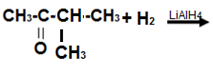 CH₃-C-CH-CH₃ + H₂ LiAlH4
O CH₃